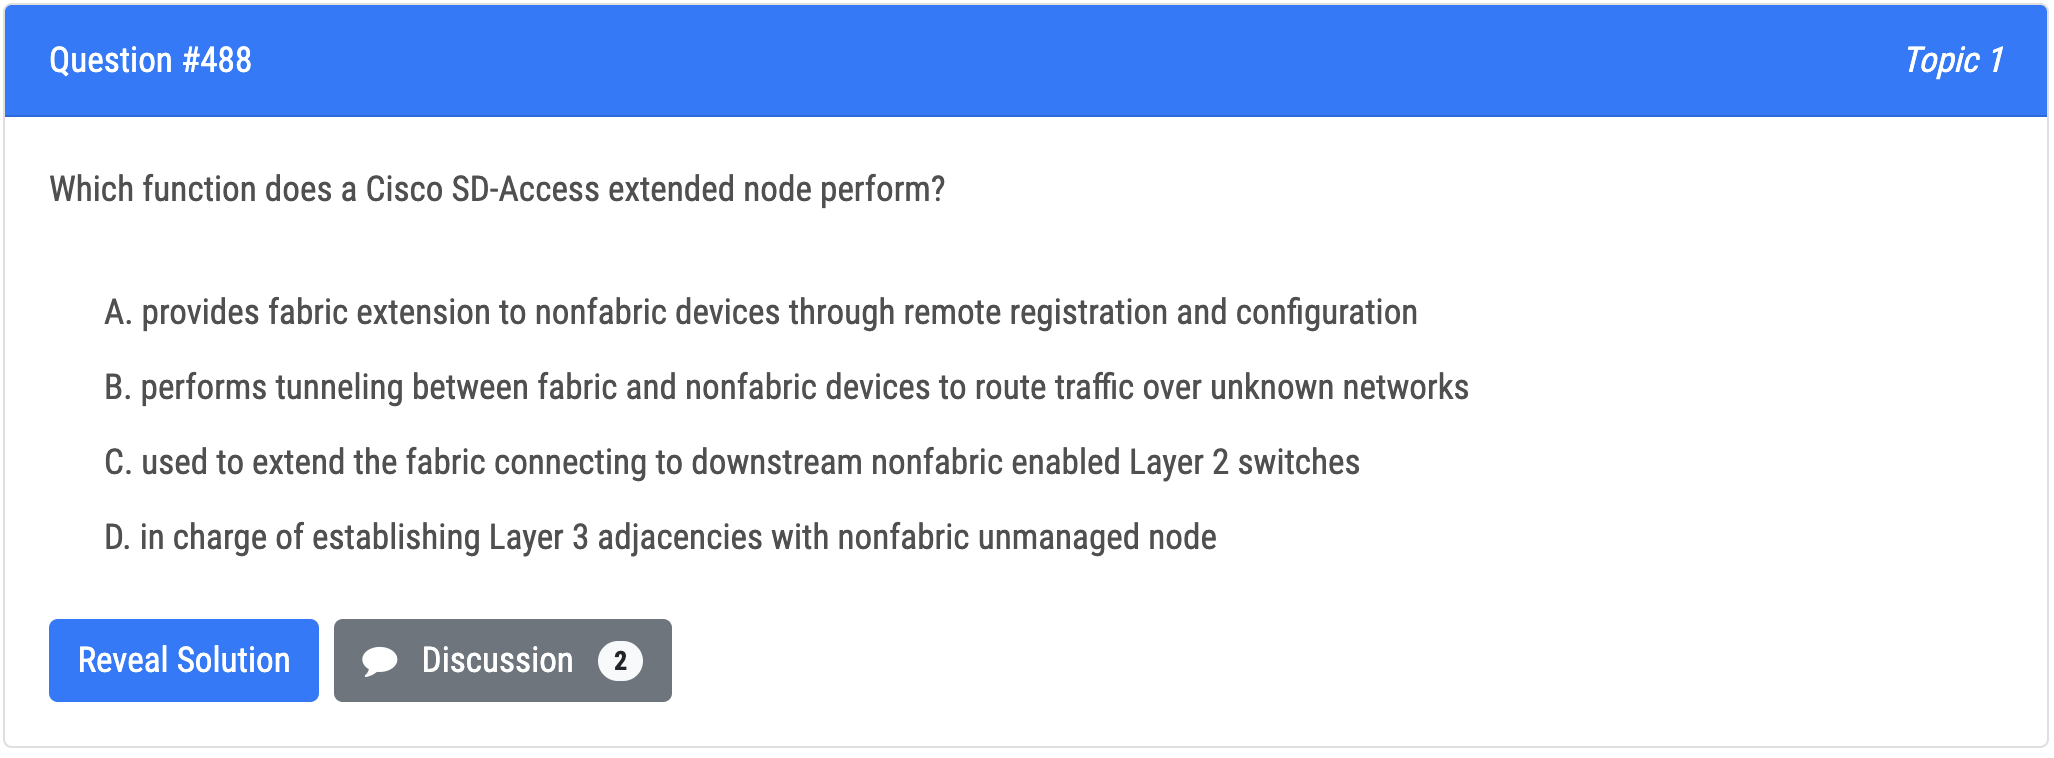 Question #488
Topic 1
Which function does a Cisco SD-Access extended node perform?
A. provides fabric extension to nonfabric devices through remote registration and configuration
B. performs tunneling between fabric and nonfabric devices to route traffic over unknown networks
C. used to extend the fabric connecting to downstream nonfabric enabled Layer 2 switches
D. in charge of establishing Layer 3 adjacencies with nonfabric unmanaged node
Reveal Solution
Discussion 2